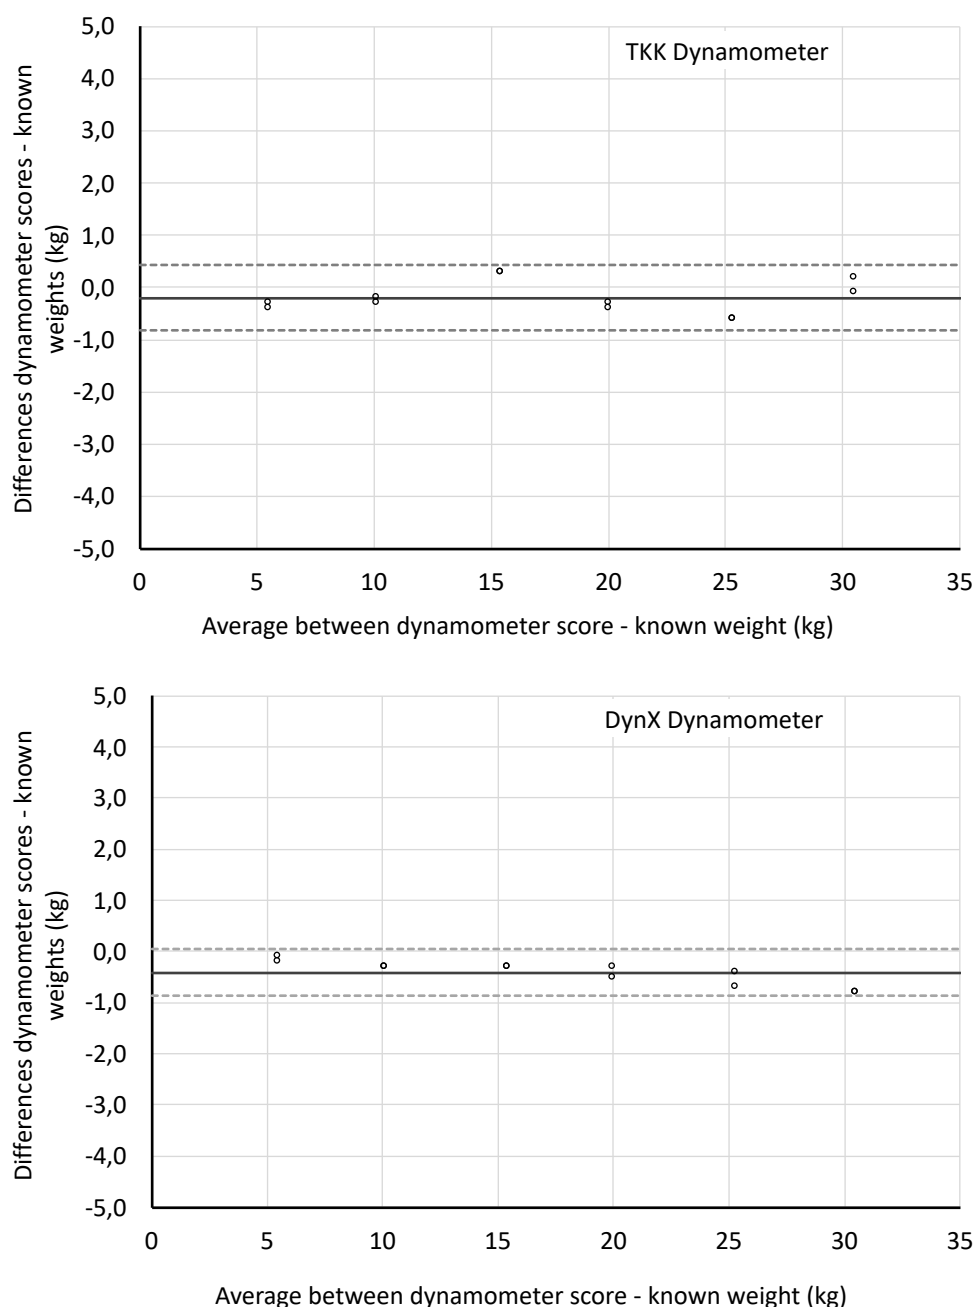 TKK Dynamometer
Differences dynamometer scores - known
weights (kg)
5,0
4,0
3,0
2,0
1,0
0,0
-1,0
-2,0
-3,0
-4,0
-5,0
0 5 10 15 20 25 30 35
Average between dynamometer score - known weight (kg)
DynX Dynamometer
Differences dynamometer scores - known
weights (kg)
5,0
4,0
3,0
2,0
1,0
0,0
-1,0
-2,0
-3,0
-4,0
-5,0
0 5 10 15 20 25 30 35
Average between dynamometer score - known weight (kg)